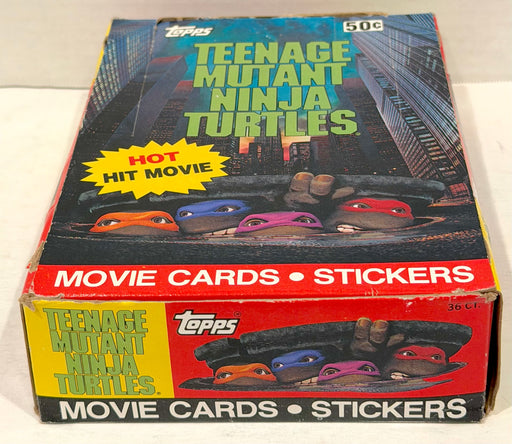 Topps
50¢
TEENAGE
MUTANT
NINJA
TURTLES
HOT
HIT MOVIE
MOVIE CARDS • STICKERS
TEENAGE
MUTANT
NINJA
TURTLES®
Topps
36 CT.
MOVIE CARDS • STICKERS